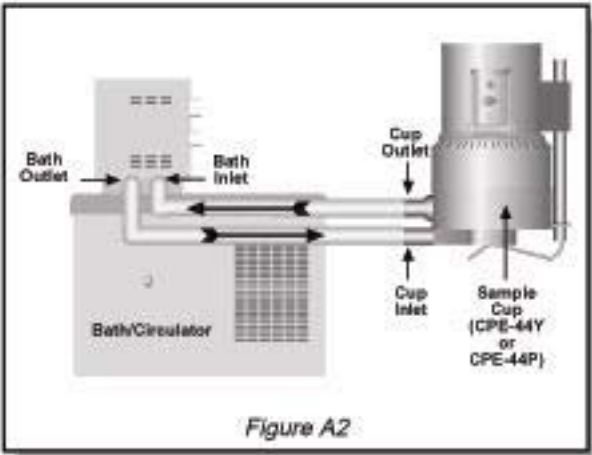 Cup
Outlet
Bath
Outlet
Bath
Inlet
Cup
Inlet
Sample
Cup
(CPE-44Y
or
CPE-44P)
Bath/Circulator
Figure A2